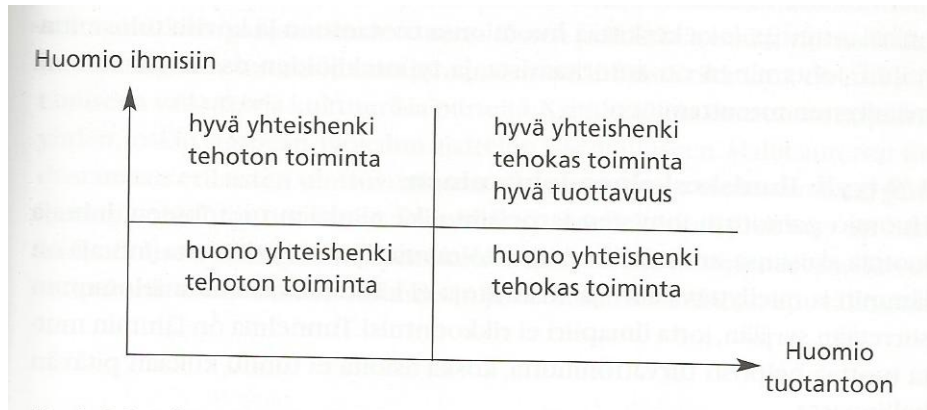 Huomio ihmisiin
hyvä yhteishenki
tehoton toiminta
hyvä yhteishenki
tehokas toiminta
hyvä tuottavuus
huono yhteishenki
tehoton toiminta
huono yhteishenki
tehokas toiminta
Huomio
tuotantoon